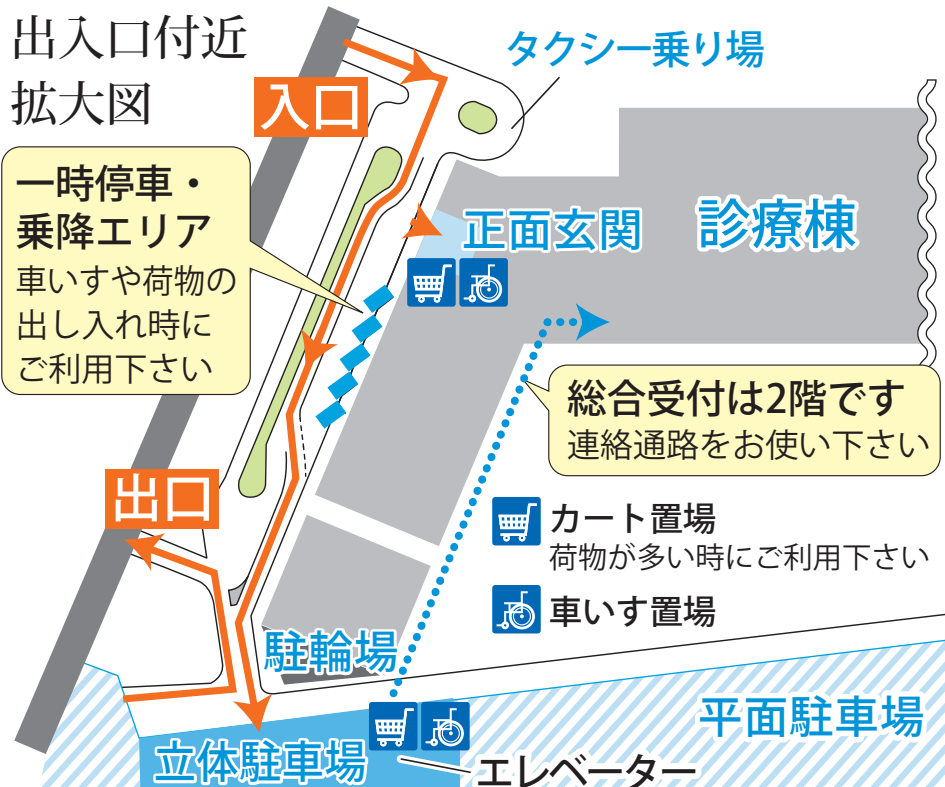 出入口付近
拡大図
タクシー乗り場
入口
一時停車・
乗降エリア
車いすや荷物の
出し入れ時に
ご利用下さい
正面玄関
診療棟
総合受付は2階です
連絡通路をお使い下さい
出口
カート置場
荷物が多い時にご利用下さい
車いす置場
駐輪場
平面駐車場
立体駐車場
エレベーター